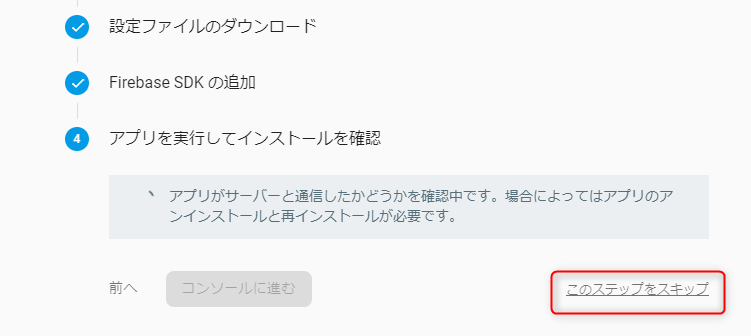 設定ファイルのダウンロード
Firebase SDK の追加
4 アプリを実行してインストールを確認
アプリがサーバーと通信したかどうかを確認中です。場合によってはアプリのア
ンインストールと再インストールが必要です。
前へ コンソールに進む このステップをスキップ